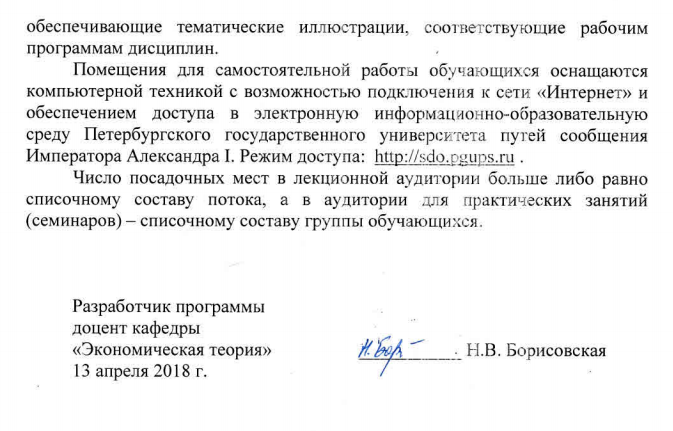 обеспечивающие тематические иллюстрации, соответствующие рабочим
программам дисциплин.
Помещения для самостоятельной работы обучающихся оснащаются
компьютерной техникой с возможностью подключения к сети «Интернет» и
обеспечением доступа в электронную информационно-образовательную
среду Петербургского государственного университета путей сообщения
Императора Александра I. Режим доступа: http://sdo.pgups.ru .
Число посадочных мест в лекционной аудитории больше либо равно
списочному составу потока, а в аудитории для практических занятий
(семинаров) – списочному составу группы обучающихся.
Разработчик программы
доцент кафедры
«Экономическая теория»
Н.В. Борисовская
13 апреля 2018 г.